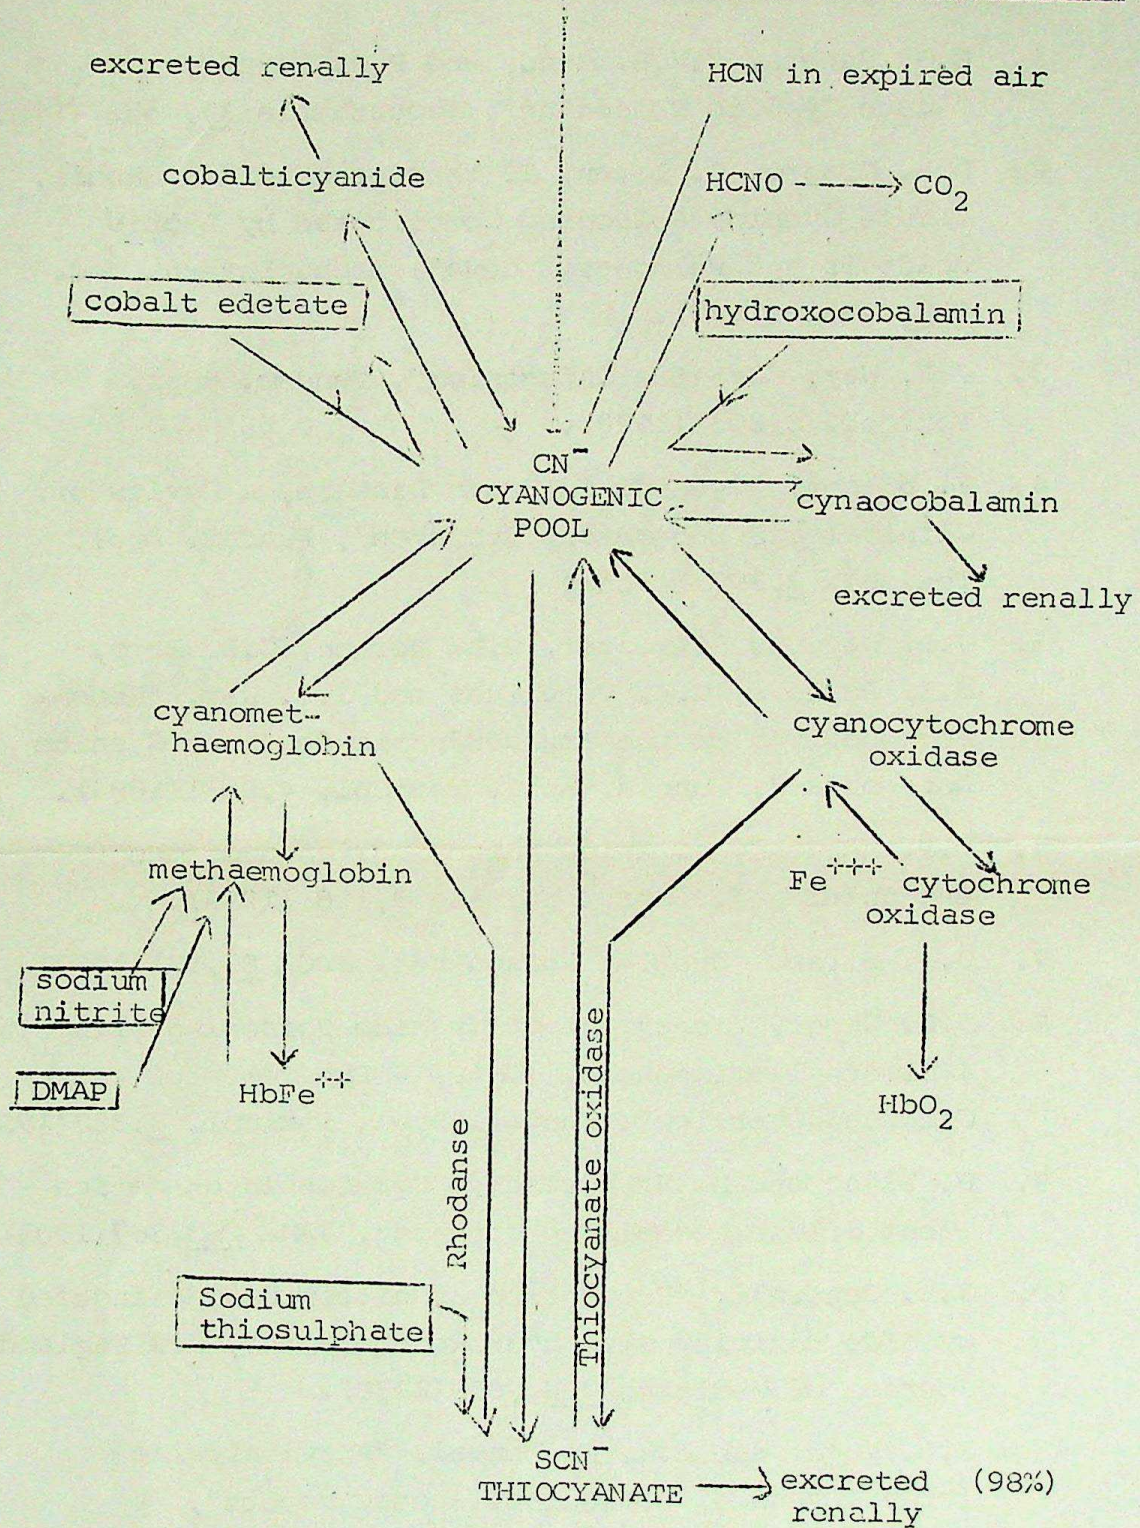 excreted renally
HCN in expired air
cobalticyanide
HCNO → CO2
cobalt edetate
hydroxocobalamin
CN⁻
CYANOGENIC
POOL
cynaocobalamin
excreted renally
cyanomet-
haemoglobin
cyanocytochrome
oxidase
methaemoglobin
Fe+++ cytochrome
oxidase
sodium
nitrite
DMAP
HbFe++
HbO2
Rhodanse
Thiocyanate oxidase
Sodium
thiosulphate
SCN⁻
THIOCYANATE → excreted (98%)
renally